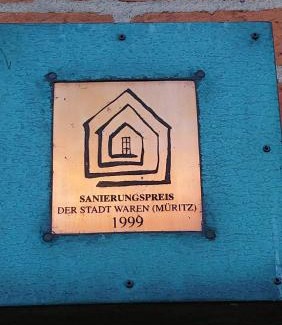 SANIERUNGSPREIS
DER STADT WAREN (MÜRITZ)
1999